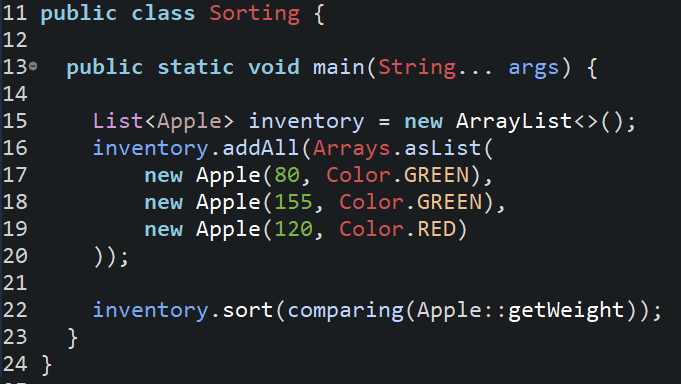 11 public class Sorting {
12
13 public static void main(String... args) {
14
15 List<Apple> inventory = new ArrayList<>();
16 inventory.addAll(Arrays.asList(
17 new Apple(80, Color.GREEN),
18 new Apple(155, Color.GREEN),
19 new Apple(120, Color.RED)
20 ));
21
22 inventory.sort(comparing(Apple::getWeight));
23 }
24 }